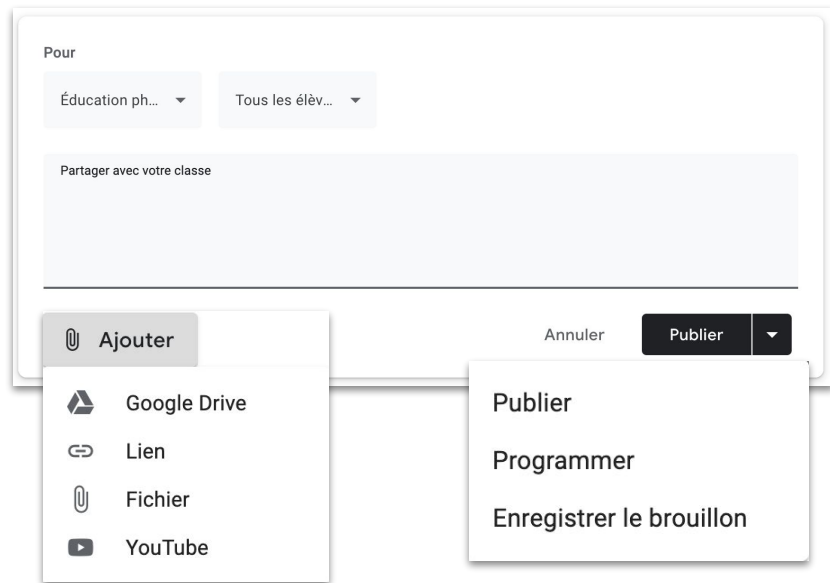 Pour
Éducation ph...
Tous les élèv...
Partager avec votre classe
Ajouter
Annuler
Publier
Google Drive
Lien
Fichier
YouTube
Publier
Programmer
Enregistrer le brouillon